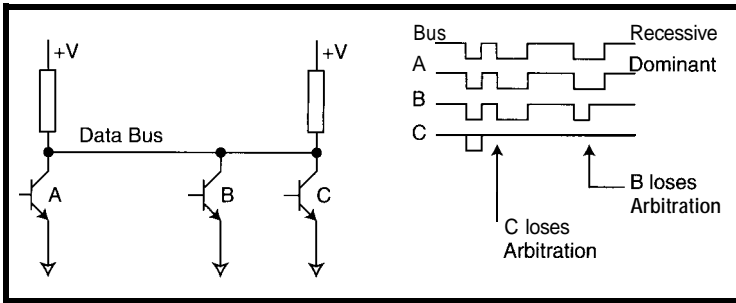 +V
+V
Data Bus
A
B
C
Bus
Recessive
A
Dominant
B
C
B loses
Arbitration
C loses
Arbitration